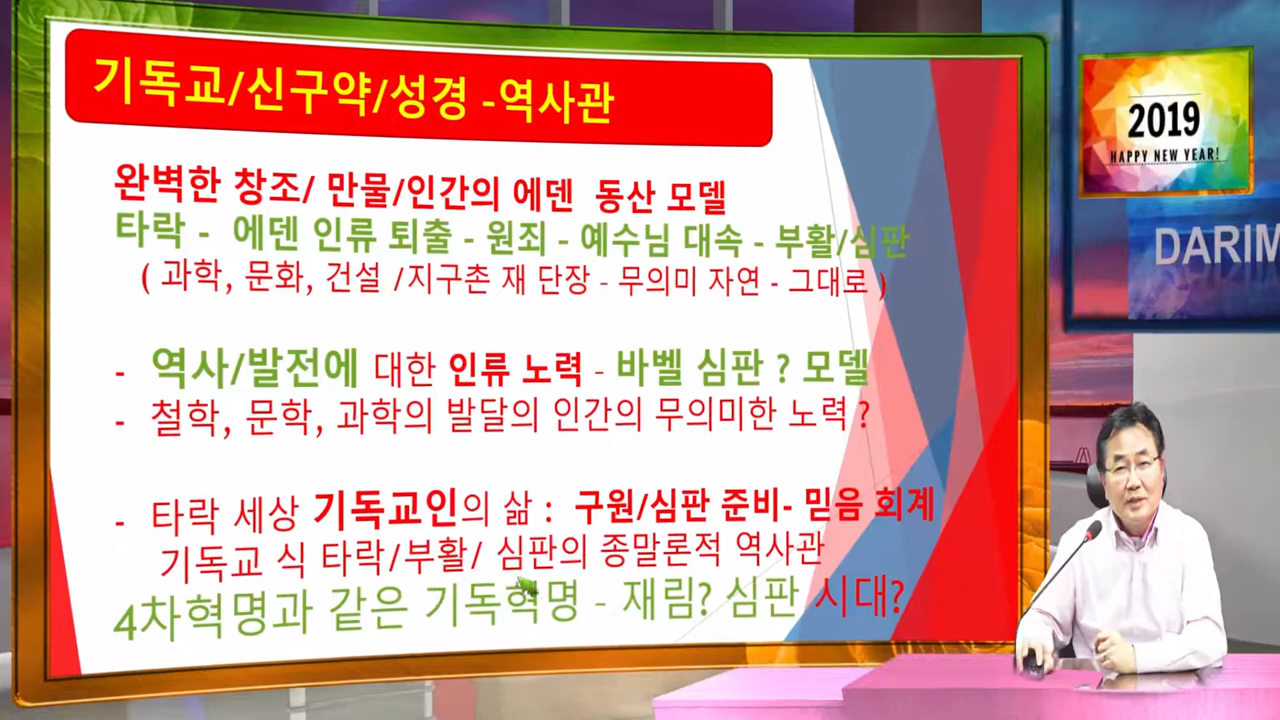 기독교/신구약/성경 -역사관
완벽한 창조/ 만물/인간의 에덴 동산 모델
타락 - 에덴 인류 퇴출 - 원죄 - 예수님 대속 - 부활/심판
( 과학, 문화, 건설 /지구촌 재 단장 - 무의미 자연 - 그대로 )
- 역사/발전에 대한 인류 노력 - 바벨 심판 ? 모델
- 철학, 문학, 과학의 발달의 인간의 무의미한 노력 ?
- 타락 세상 기독교인의 삶 : 구원/심판 준비- 믿음 회계
기독교 식 타락/부활/ 심판의 종말론적 역사관
4차혁명과 같은 기독혁명 - 재림? 심판 시대?
2019
HAPPY NEW YEAR!
DARIM